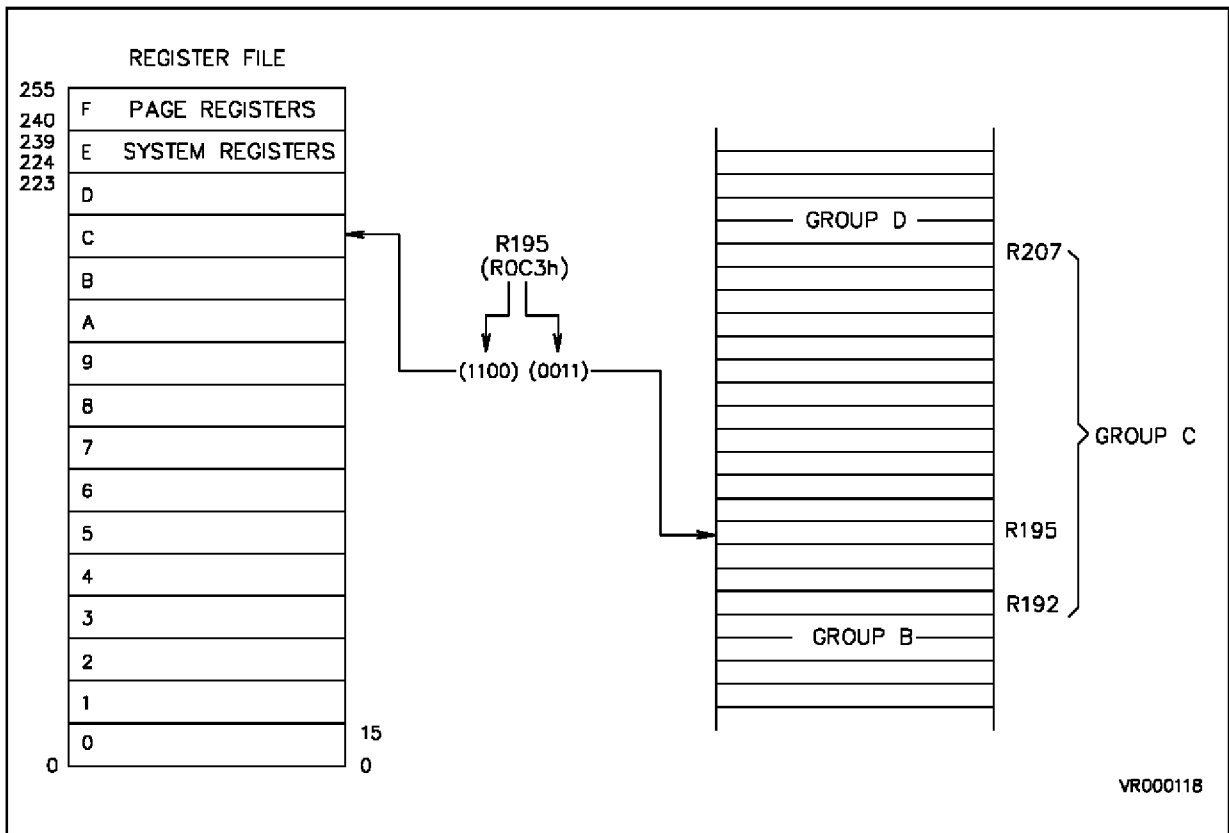 REGISTER FILE
255
F PAGE REGISTERS
240
239
E SYSTEM REGISTERS
224
223
D
C
B
A
9
8
7
6
5
4
3
2
1
0
15
0
0
R195
(R0C3h)
(1100) (0011)
GROUP D
R207
GROUP C
R195
R192
GROUP B
VR000118